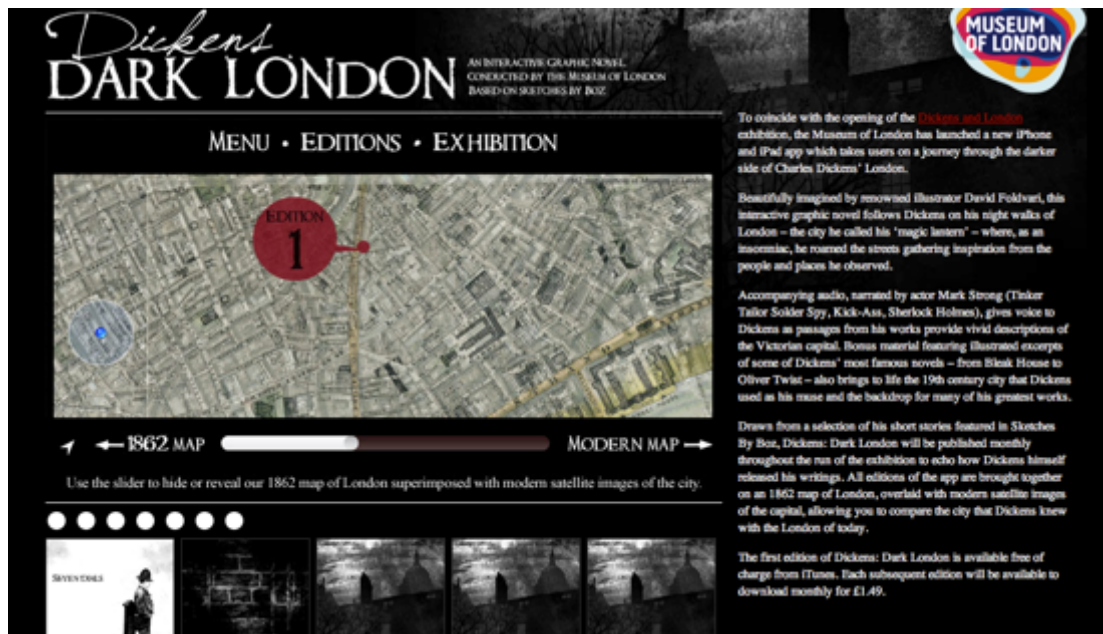 Dickens
DARK LONDON
AN INTERACTIVE GRAPHIC NOVEL
CONDUCTED BY THE MUSEUM OF LONDON
BASED ON SKETCHES BY BOZ
MUSEUM
OF LONDON
MENU • EDITIONS • EXHIBITION
EDITION
1
← 1862 MAP
MODERN MAP →
Use the slider to hide or reveal our 1862 map of London superimposed with modern satellite images of the city.
SEVEN DIALS
To coincide with the opening of the Dickens and London
exhibition, the Museum of London has launched a new iPhone
and iPad app which takes users on a journey through the darker
side of Charles Dickens' London.
Beautifully imagined by renowned illustrator David Foldvari, this
interactive graphic novel follows Dickens on his night walks of
London – the city he called his 'magic lantern' – where, as an
insomniac, he roamed the streets gathering inspiration from the
people and places he observed.
Accompanying audio, narrated by actor Mark Strong (Tinker
Tailor Solder Spy, Kick-Ass, Sherlock Holmes), gives voice to
Dickens as passages from his works provide vivid descriptions of
the Victorian capital. Bonus material featuring illustrated excerpts
of some of Dickens' most famous novels – from Bleak House to
Oliver Twist – also brings to life the 19th century city that Dickens
used as his muse and the backdrop for many of his greatest works.
Drawn from a selection of his short stories featured in Sketches
By Boz, Dickens: Dark London will be published monthly
throughout the run of the exhibition to echo how Dickens himself
released his writings. All editions of the app are brought together
on an 1862 map of London, overlaid with modern satellite images
of the capital, allowing you to compare the city that Dickens knew
with the London of today.
The first edition of Dickens: Dark London is available free of
charge from iTunes. Each subsequent edition will be available to
download monthly for £1.49.